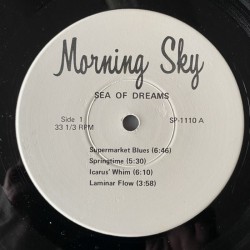 Morning Sky
SEA OF DREAMS
Side 1
33 1/3 RPM
SP-1110 A
Supermarket Blues (6:46)
Springtime (5:30)
Icarus' Whim (4:10)
Laminar Flow (3:58)